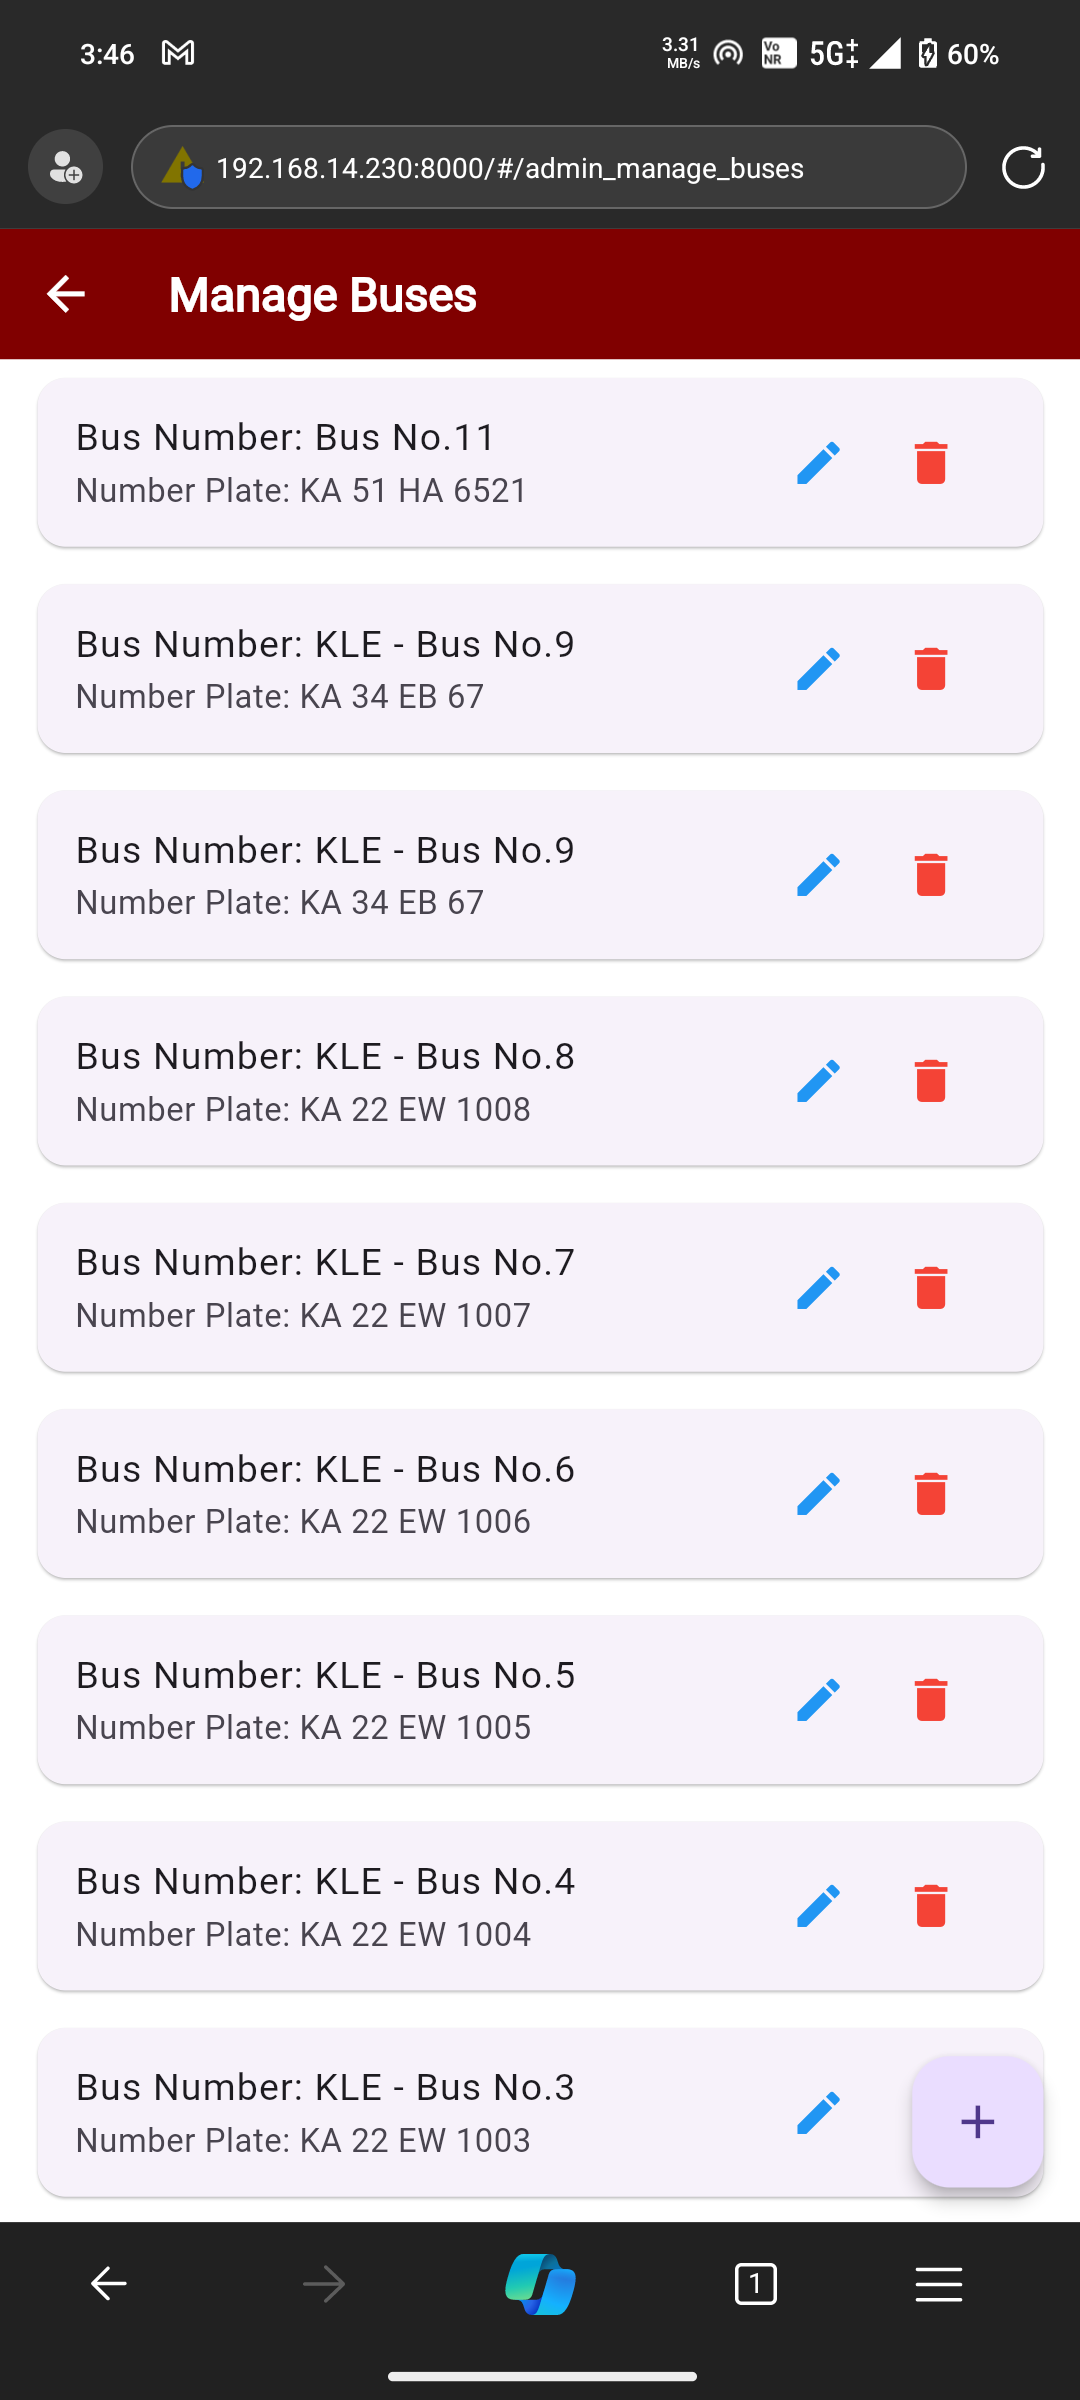 3:46
3.31
MB/s
Vo
NR
5G
60%
192.168.14.230:8000/#/admin_manage_buses
Manage Buses
Bus Number: Bus No.11
Number Plate: KA 51 HA 6521
Bus Number: KLE - Bus No.9
Number Plate: KA 34 EB 67
Bus Number: KLE - Bus No.9
Number Plate: KA 34 EB 67
Bus Number: KLE - Bus No.8
Number Plate: KA 22 EW 1008
Bus Number: KLE - Bus No.7
Number Plate: KA 22 EW 1007
Bus Number: KLE - Bus No.6
Number Plate: KA 22 EW 1006
Bus Number: KLE - Bus No.5
Number Plate: KA 22 EW 1005
Bus Number: KLE - Bus No.4
Number Plate: KA 22 EW 1004
Bus Number: KLE - Bus No.3
Number Plate: KA 22 EW 1003
1